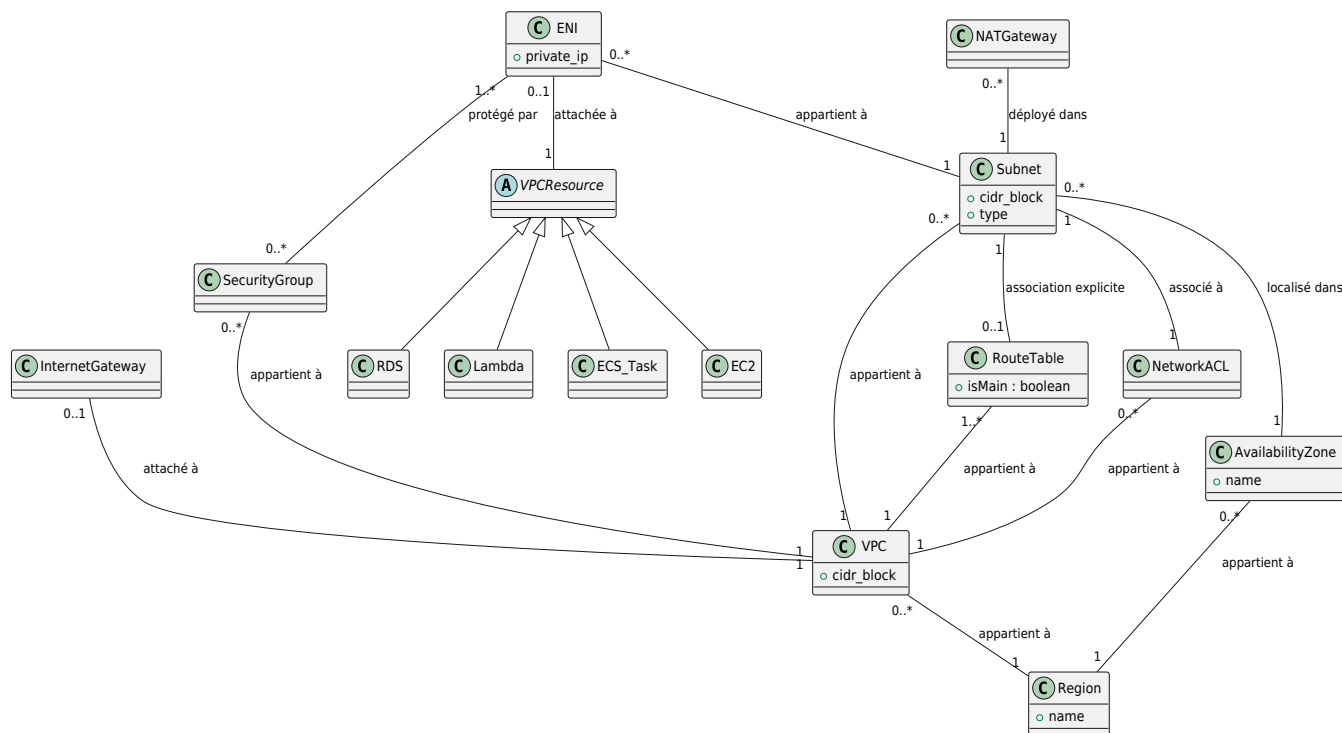 C ENI
private_ip
C NATGateway
0..*
0..*
1..*
0..1
protégé par
attachée à
appartient à
déployé dans
1
1
1
A VPCResource
C Subnet
cidr_block
type
0..*
0..*
1
1
0..*
C SecurityGroup
association explicite
associé à
localisé dans
0..*
0..1
1
C InternetGateway
C RDS
C Lambda
C ECS_Task
C EC2
C RouteTable
isMain : boolean
C NetworkACL
appartient à
appartient à
0..1
1..*
0..*
1
C AvailabilityZone
name
attaché à
appartient à
appartient à
1
1
0..*
1
1
1
C VPC
cidr_block
appartient à
0..*
appartient à
1
1
C Region
name